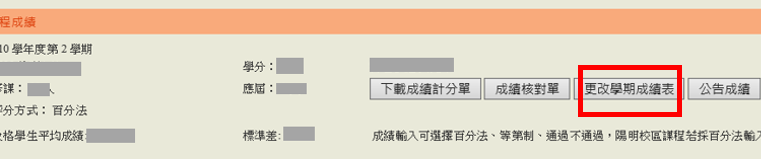 程成績
10 學年度第 2 學期
學分：
修課： 人
應屆：
下載成績計分單 成績核對單 更改學期成績表 公告成績
評分方式： 百分法
及格學生平均成績:
標準差:
成績輸入可選擇百分法、等第制、通過不通過，陽明校區課程若採百分法輸入